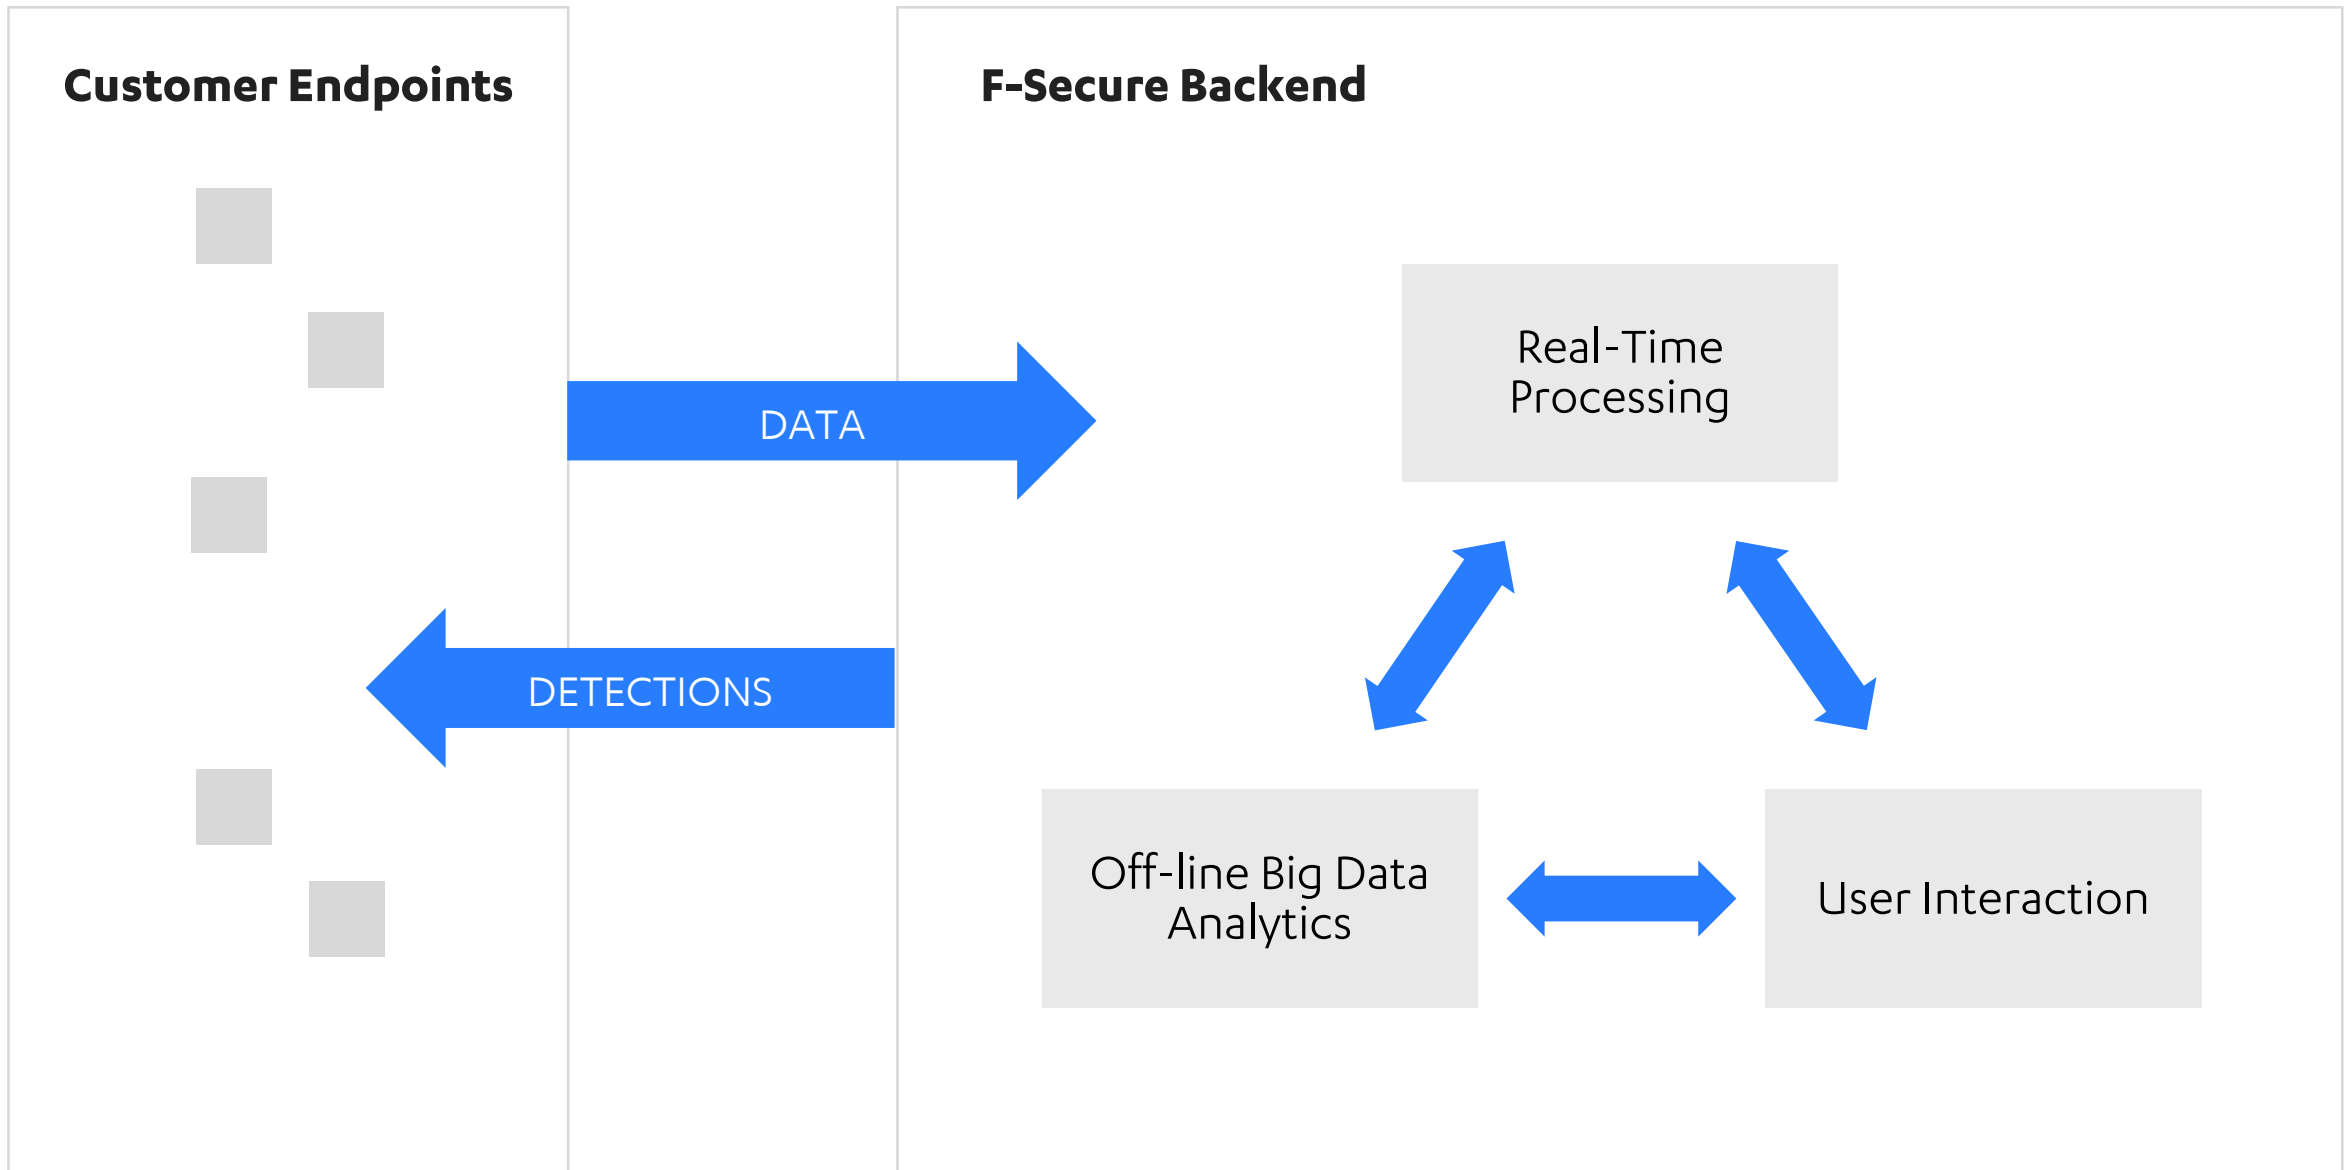 Customer Endpoints
F-Secure Backend
Real-Time
Processing
DATA
DETECTIONS
Off-line Big Data
Analytics
User Interaction